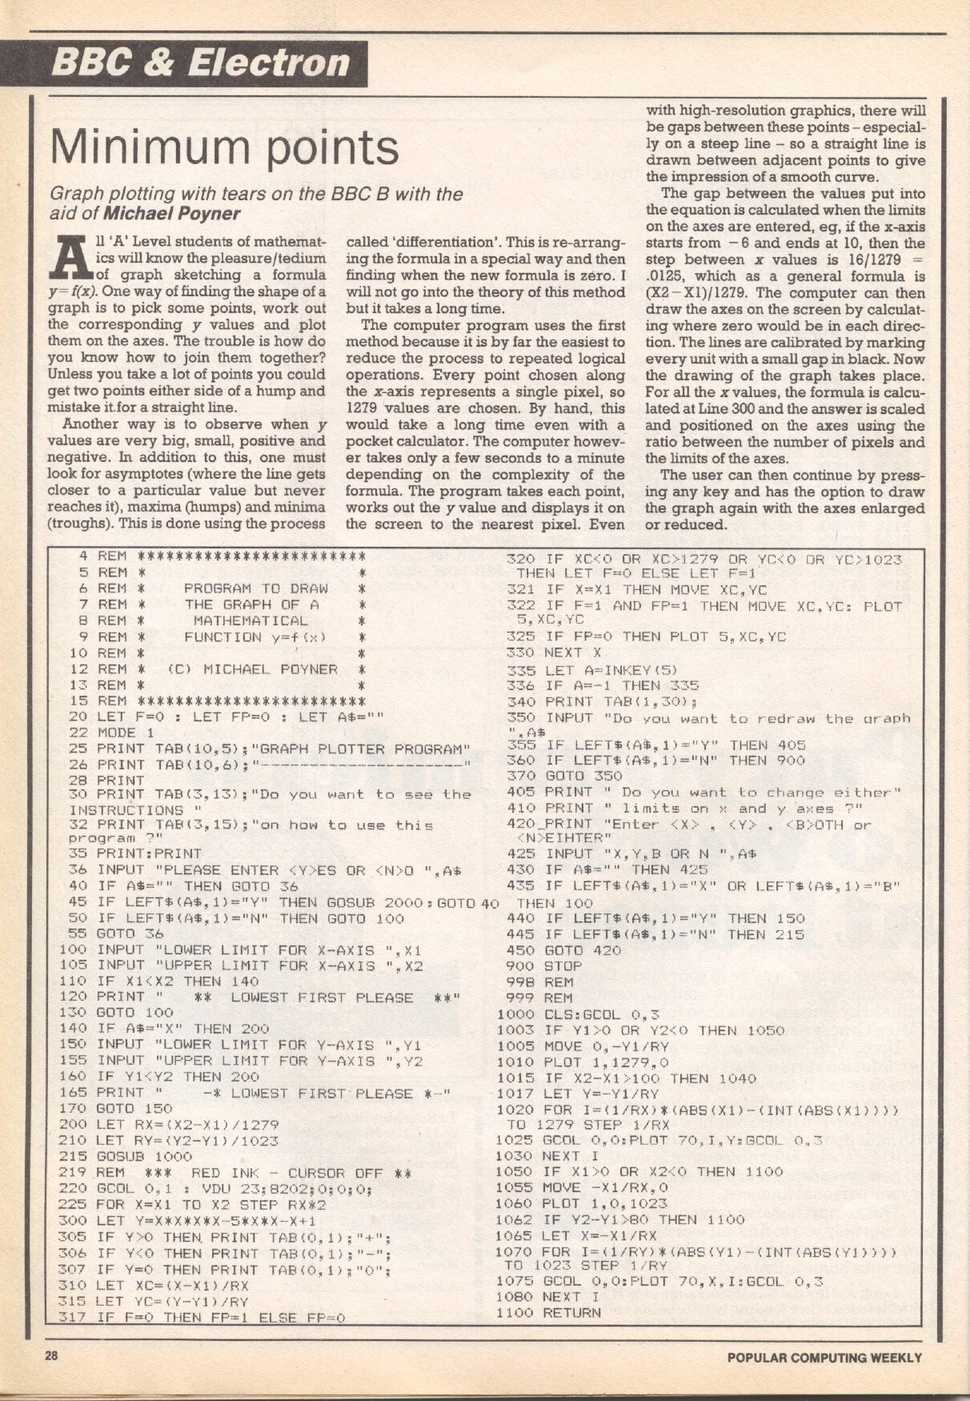 BBC & Electron
Minimum points
Graph plotting with tears on the BBC B with the
aid of Michael Poyner
All 'A' Level students of mathemat-
ics will know the pleasure/tedium
of graph sketching a formula
y=f(x). One way of finding the shape of a
graph is to pick some points, work out
the corresponding y values and plot
them on the axes. The trouble is how do
you know how to join them together?
Unless you take a lot of points you could
get two points either side of a hump and
mistake it for a straight line.
Another way is to observe when y
values are very big, small, positive and
negative. In addition to this, one must
look for asymptotes (where the line gets
closer to a particular value but never
reaches it), maxima (humps) and minima
(troughs). This is done using the process
called 'differentiation'. This is re-arrang-
ing the formula in a special way and then
finding when the new formula is zero. I
will not go into the theory of this method
but it takes a long time.
The computer program uses the first
method because it is by far the easiest to
reduce the process to repeated logical
operations. Every point chosen along
the x-axis represents a single pixel, so
1279 values are chosen. By hand, this
would take a long time even with a
pocket calculator. The computer howev-
er takes only a few seconds to a minute
depending on the complexity of the
formula. The program takes each point,
works out the y value and displays it on
the screen to the nearest pixel. Even
with high-resolution graphics, there will
be gaps between these points – especial-
ly on a steep line – so a straight line is
drawn between adjacent points to give
the impression of a smooth curve.
The gap between the values put into
the equation is calculated when the limits
on the axes are entered, eg, if the x-axis
starts from −6 and ends at 10, then the
step between x values is 16/1279 =
.0125, which as a general formula is
(X2−X1)/1279. The computer can then
draw the axes on the screen by calculat-
ing where zero would be in each direc-
tion. The lines are calibrated by marking
every unit with a small gap in black. Now
the drawing of the graph takes place.
For all the x values, the formula is calcu-
lated at Line 300 and the answer is scaled
and positioned on the axes using the
ratio between the number of pixels and
the limits of the axes.
The user can then continue by press-
ing any key and has the option to draw
the graph again with the axes enlarged
or reduced.
4 REM ************************
5 REM *                      *
6 REM *    PROGRAM TO DRAW   *
7 REM *    THE GRAPH OF A    *
8 REM *     MATHEMATICAL     *
9 REM *    FUNCTION y=f(x)   *
10 REM *                      *
12 REM *  (C) MICHAEL POYNER  *
13 REM *                      *
15 REM ************************
20 LET F=0 : LET FP=0 : LET A$=""
22 MODE 1
25 PRINT TAB(10,5);"GRAPH PLOTTER PROGRAM"
26 PRINT TAB(10,6);"---------------------"
28 PRINT
30 PRINT TAB(3,13);"Do you want to see the
INSTRUCTIONS "
32 PRINT TAB(3,15);"on how to use this
program ?"
35 PRINT:PRINT
36 INPUT "PLEASE ENTER <Y>ES OR <N>O ",A$
40 IF A$="" THEN GOTO 36
45 IF LEFT$(A$,1)="Y" THEN GOSUB 2000:GOTO 40
50 IF LEFT$(A$,1)="N" THEN GOTO 100
55 GOTO 36
100 INPUT "LOWER LIMIT FOR X-AXIS ",X1
105 INPUT "UPPER LIMIT FOR X-AXIS ",X2
110 IF X1<X2 THEN 140
120 PRINT "   **  LOWEST FIRST PLEASE  **"
130 GOTO 100
140 IF A$="X" THEN 200
150 INPUT "LOWER LIMIT FOR Y-AXIS ",Y1
155 INPUT "UPPER LIMIT FOR Y-AXIS ",Y2
160 IF Y1<Y2 THEN 200
165 PRINT "    -* LOWEST FIRST PLEASE *-"
170 GOTO 150
200 LET RX=(X2-X1)/1279
210 LET RY=(Y2-Y1)/1023
215 GOSUB 1000
219 REM  ***  RED INK - CURSOR OFF **
220 GCOL 0,1 : VDU 23;8202;0;0;0;
225 FOR X=X1 TO X2 STEP RX*2
300 LET Y=X*X*X*X-5*X*X-X+1
305 IF Y>0 THEN PRINT TAB(0,1);"+";
306 IF Y<0 THEN PRINT TAB(0,1);"-";
307 IF Y=0 THEN PRINT TAB(0,1);"0";
310 LET XC=(X-X1)/RX
315 LET YC=(Y-Y1)/RY
317 IF F=0 THEN FP=1 ELSE FP=0
320 IF XC<0 OR XC>1279 OR YC<0 OR YC>1023
THEN LET F=0 ELSE LET F=1
321 IF X=X1 THEN MOVE XC,YC
322 IF F=1 AND FP=1 THEN MOVE XC,YC: PLOT
5,XC,YC
325 IF FP=0 THEN PLOT 5,XC,YC
330 NEXT X
335 LET A=INKEY(5)
336 IF A=-1 THEN 335
340 PRINT TAB(1,30);
350 INPUT "Do you want to redraw the graph
",A$
355 IF LEFT$(A$,1)="Y" THEN 405
360 IF LEFT$(A$,1)="N" THEN 900
370 GOTO 350
405 PRINT " Do you want to change either"
410 PRINT " limits on x and y axes ?"
420_PRINT "Enter <X> , <Y> , <B>OTH or
<N>EIHTER"
425 INPUT "X,Y,B OR N ",A$
430 IF A$="" THEN 425
435 IF LEFT$(A$,1)="X" OR LEFT$(A$,1)="B"
THEN 100
440 IF LEFT$(A$,1)="Y" THEN 150
445 IF LEFT$(A$,1)="N" THEN 215
450 GOTO 420
900 STOP
998 REM
999 REM
1000 CLS:GCOL 0,3
1003 IF Y1>0 OR Y2<0 THEN 1050
1005 MOVE 0,-Y1/RY
1010 PLOT 1,1279,0
1015 IF X2-X1>100 THEN 1040
1017 LET Y=-Y1/RY
1020 FOR I=(1/RX)*(ABS(X1)-(INT(ABS(X1))))
TO 1279 STEP 1/RX
1025 GCOL 0,0:PLOT 70,I,Y:GCOL 0,3
1030 NEXT I
1050 IF X1>0 OR X2<0 THEN 1100
1055 MOVE -X1/RX,0
1060 PLOT 1,0,1023
1062 IF Y2-Y1>80 THEN 1100
1065 LET X=-X1/RX
1070 FOR I=(1/RY)*(ABS(Y1)-(INT(ABS(Y1))))
TO 1023 STEP 1/RY
1075 GCOL 0,0:PLOT 70,X,I:GCOL 0,3
1080 NEXT I
1100 RETURN
28
POPULAR COMPUTING WEEKLY